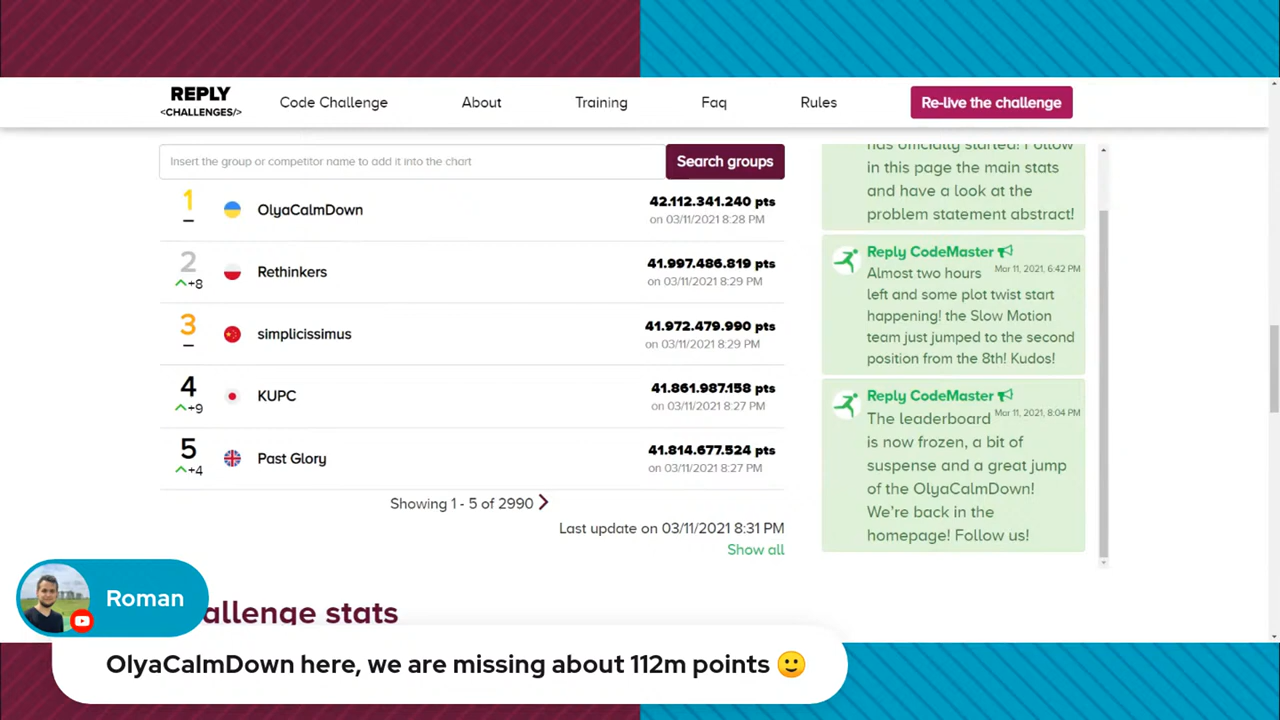 REPLY
<CHALLENGES/>
Code Challenge
About
Training
Faq
Rules
Re-live the challenge
Insert the group or competitor name to add it into the chart
Search groups
1
–
OlyaCalmDown
42.112.341.240 pts
on 03/11/2021 8:28 PM
2
+8
Rethinkers
41.997.486.819 pts
on 03/11/2021 8:29 PM
3
–
simplicissimus
41.972.479.990 pts
on 03/11/2021 8:29 PM
4
+9
KUPC
41.861.987.158 pts
on 03/11/2021 8:27 PM
5
+4
Past Glory
41.814.677.524 pts
on 03/11/2021 8:27 PM
Showing 1 - 5 of 2990
Last update on 03/11/2021 8:31 PM
Show all
has officially started! Follow
in this page the main stats
and have a look at the
problem statement abstract!
Reply CodeMaster
Mar 11, 2021, 6:42 PM
Almost two hours
left and some plot twist start
happening! the Slow Motion
team just jumped to the second
position from the 8th! Kudos!
Reply CodeMaster
Mar 11, 2021, 8:04 PM
The leaderboard
is now frozen, a bit of
suspense and a great jump
of the OlyaCalmDown!
We're back in the
homepage! Follow us!
allenge stats
Roman
OlyaCalmDown here, we are missing about 112m points 🙂